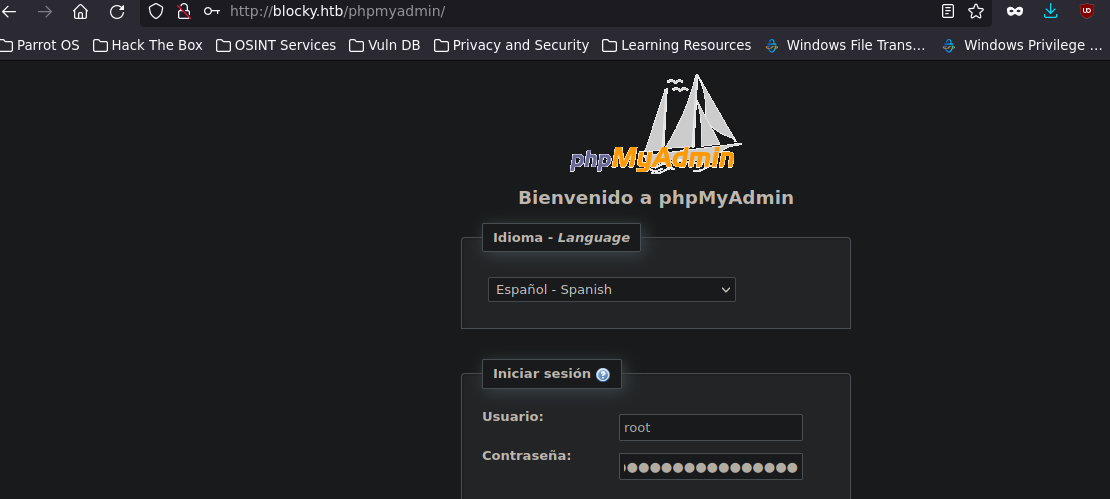 http://blocky.htb/phpmyadmin/
UD
Parrot OS Hack The Box OSINT Services Vuln DB Privacy and Security Learning Resources Windows File Trans… Windows Privilege …
phpMyAdmin
Bienvenido a phpMyAdmin
Idioma - Language
Español - Spanish
Iniciar sesión ?
Usuario:
root
Contraseña: